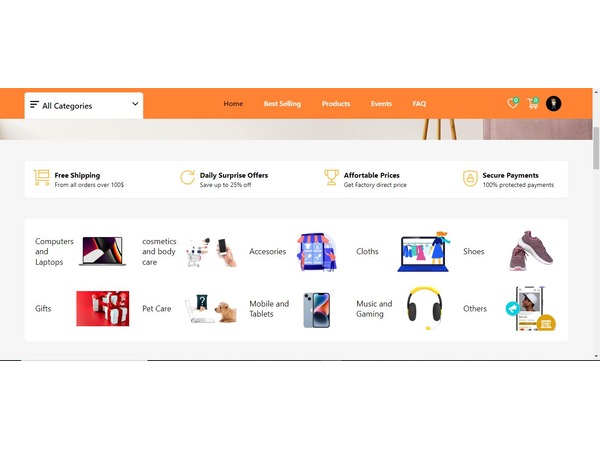 All Categories
Home Best Selling Products Events FAQ
0 0
Free Shipping
From all orders over 100$
Daily Surprise Offers
Save up to 25% off
Affortable Prices
Get Factory direct price
Secure Payments
100% protected payments
Computers
and
Laptops
cosmetics
and body
care
Accesories
Cloths
Shoes
Gifts
Pet Care
Mobile and
Tablets
Music and
Gaming
Others